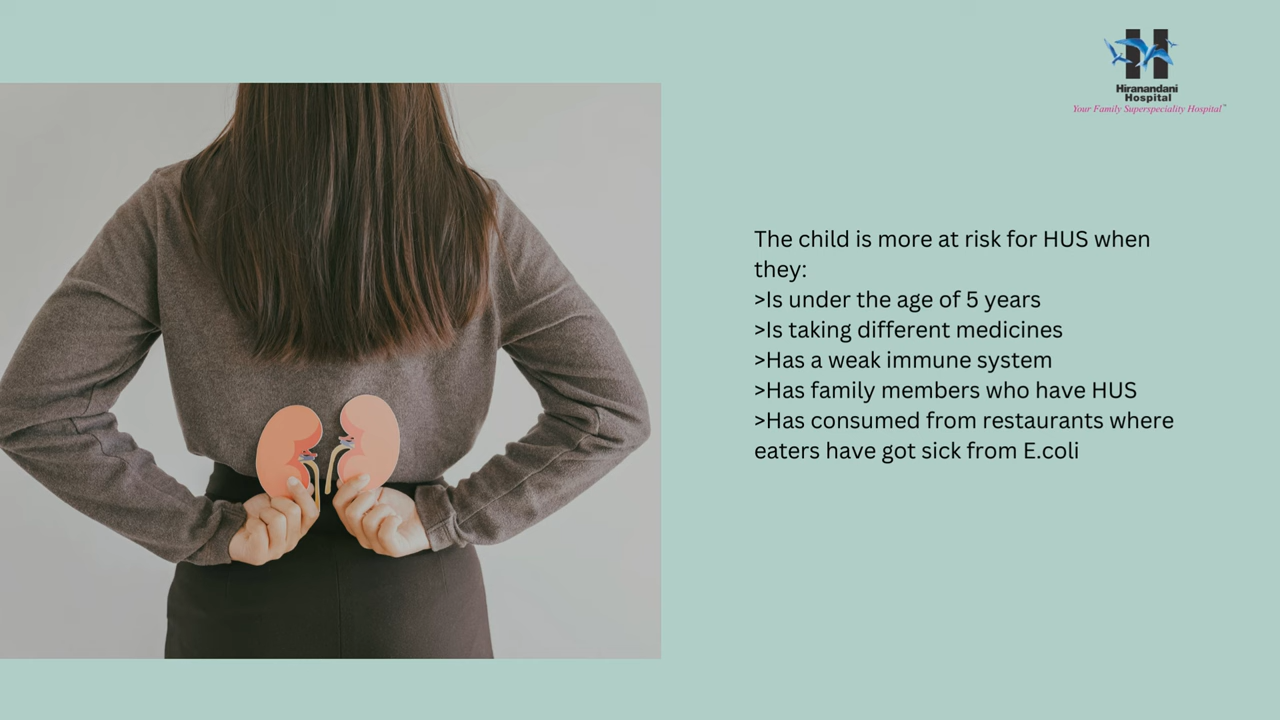 Hiranandani
Hospital
Your Family Superspeciality Hospital™
The child is more at risk for HUS when
they:
>Is under the age of 5 years
>Is taking different medicines
>Has a weak immune system
>Has family members who have HUS
>Has consumed from restaurants where
eaters have got sick from E.coli